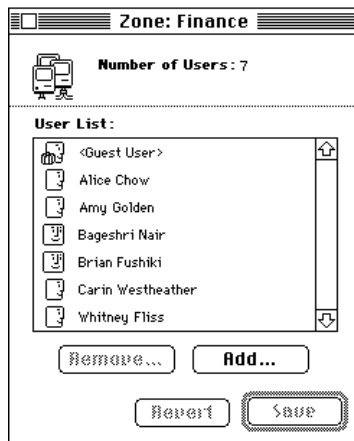 Zone: Finance
Number of Users: 7
User List:
<Guest User>
Alice Chow
Amy Golden
Bageshri Nair
Brian Fushiki
Carin Westheather
Whitney Fliss
Remove... Add...
Revert Save